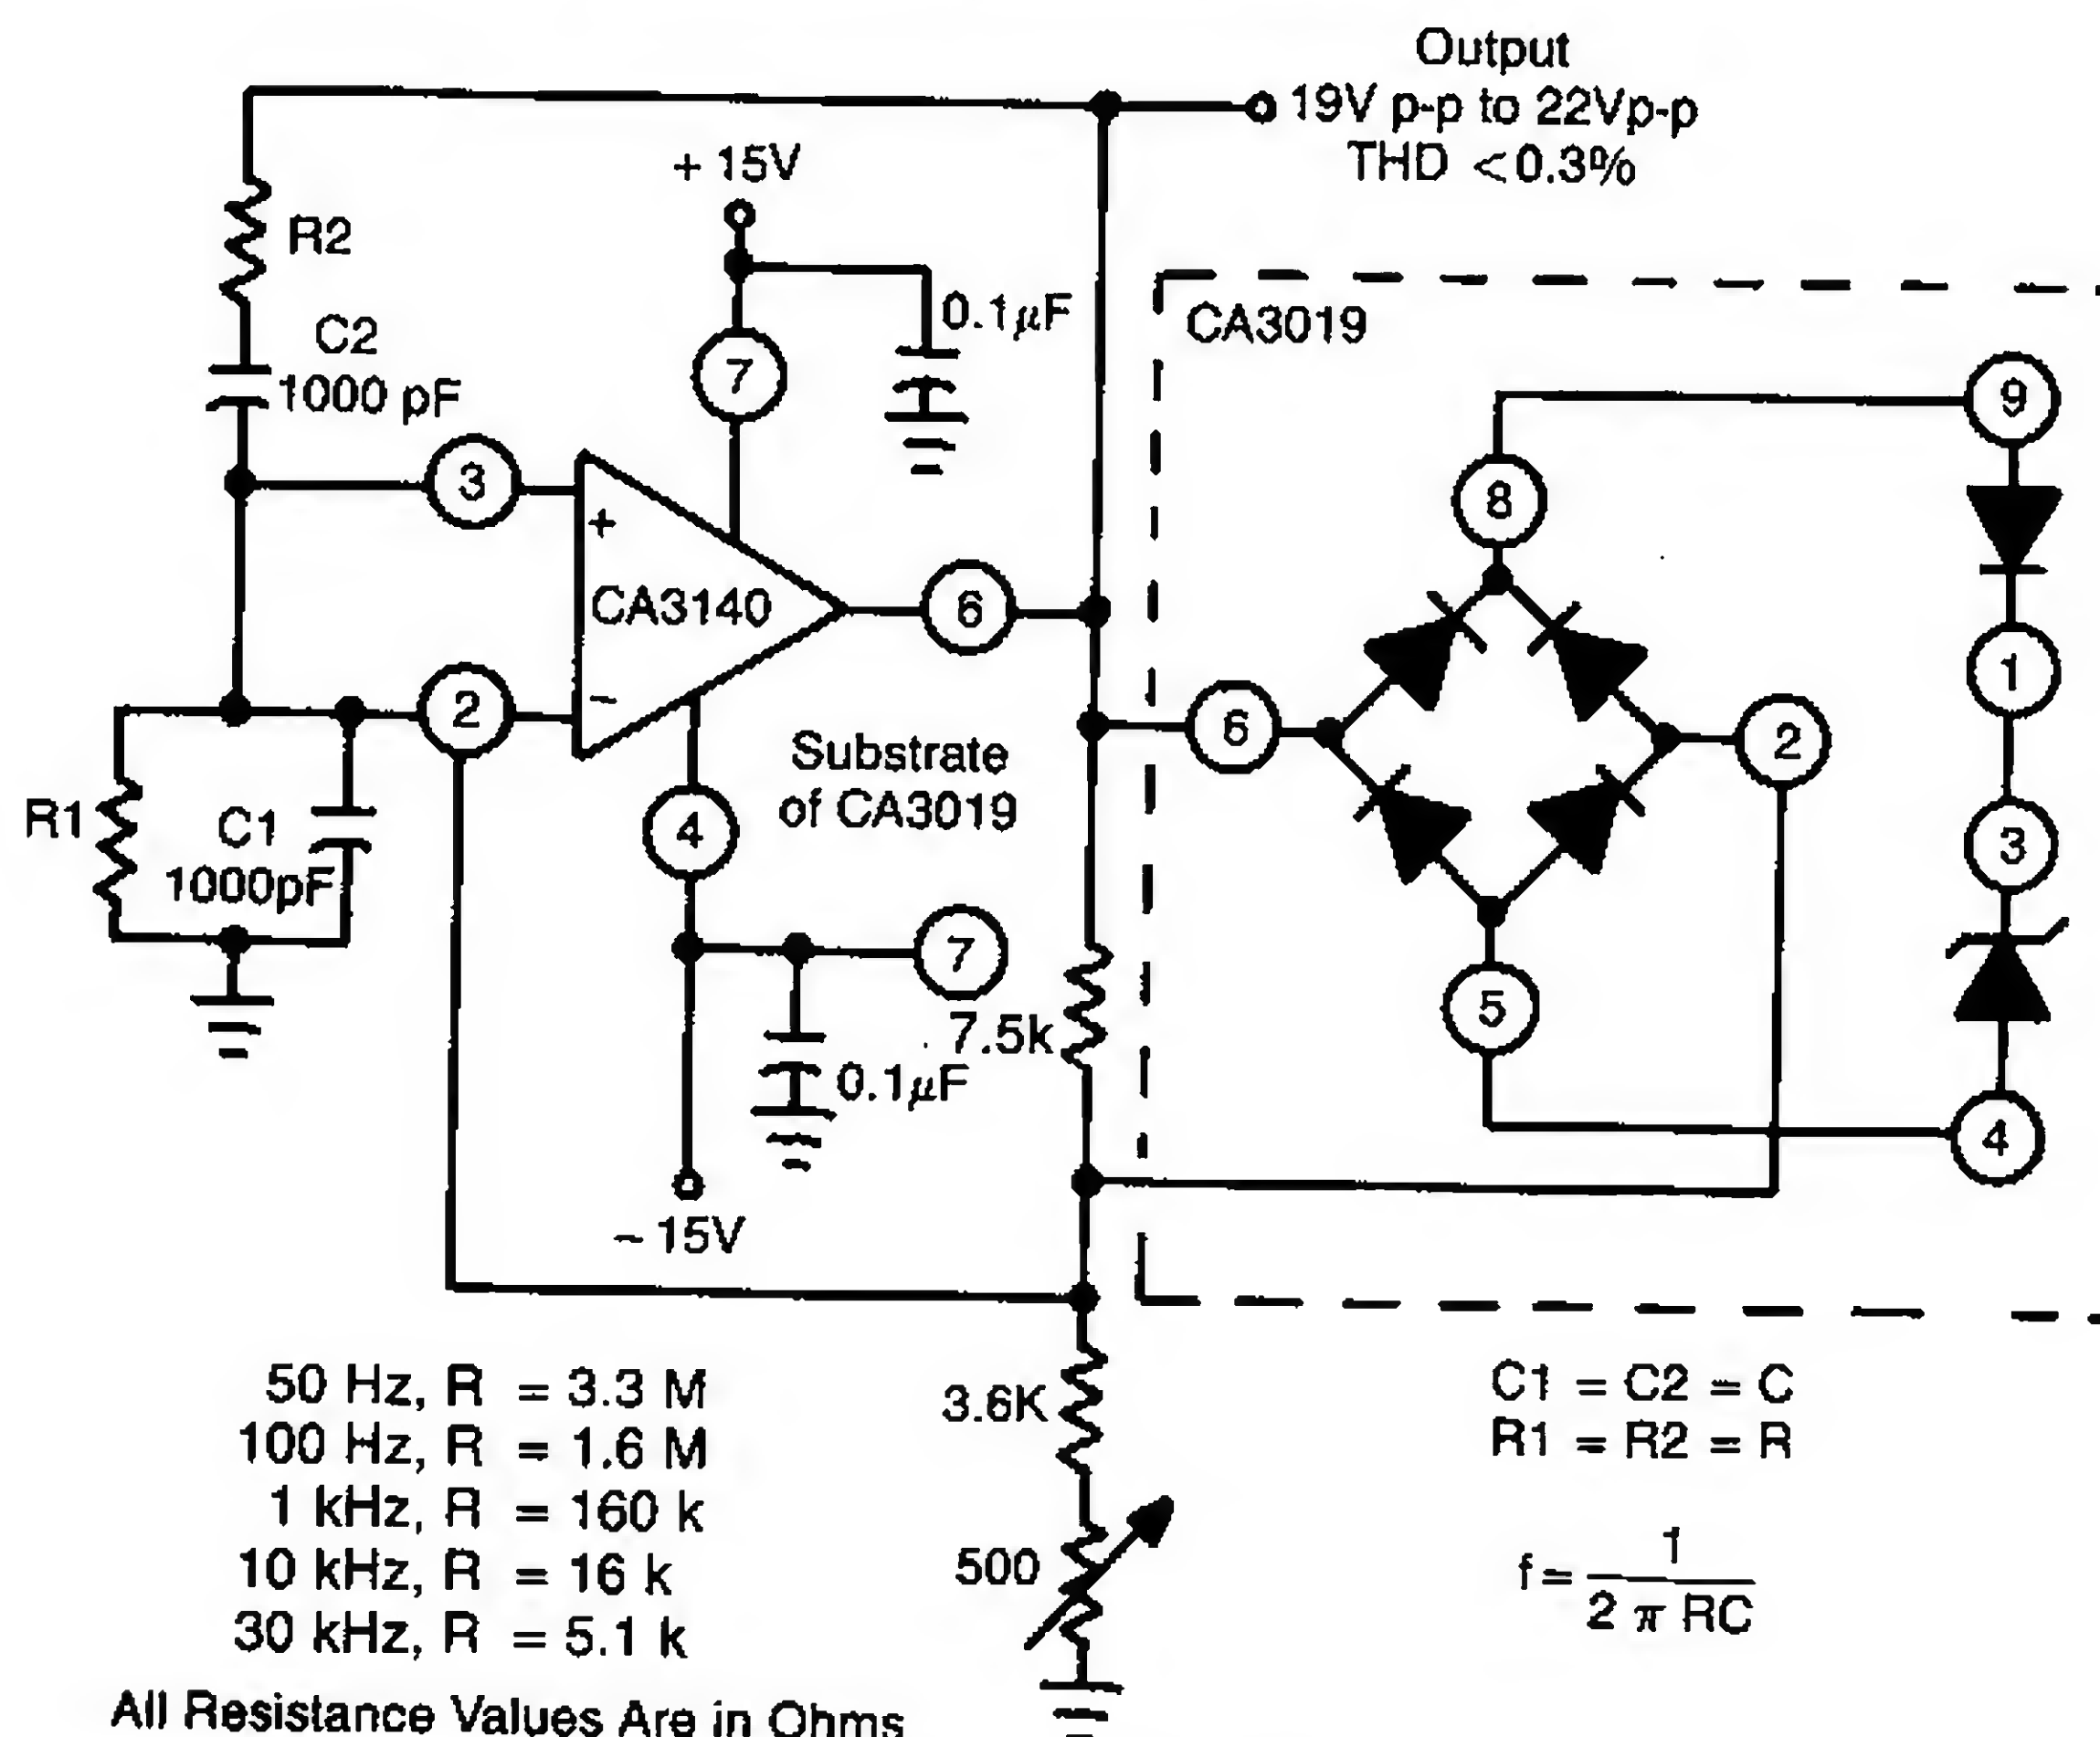 Output
19V p-p to 22Vp-p
THD <0.3%
+ 15V
R2
0.1μF
CA3019
C2
1000 pF
7
9
3
8
+
CA3140
6
1
2
−
6
2
Substrate
of CA3019
R1
C1
1000pF
4
3
7
5
7.5k
0.1μF
4
− 15V
50 Hz, R = 3.3 M
100 Hz, R = 1.6 M
1 kHz, R = 160 k
10 kHz, R = 16 k
30 kHz, R = 5.1 k
3.6K
500
C1 = C2 = C
R1 = R2 = R
f = 1
2 π RC
All Resistance Values Are in Ohms